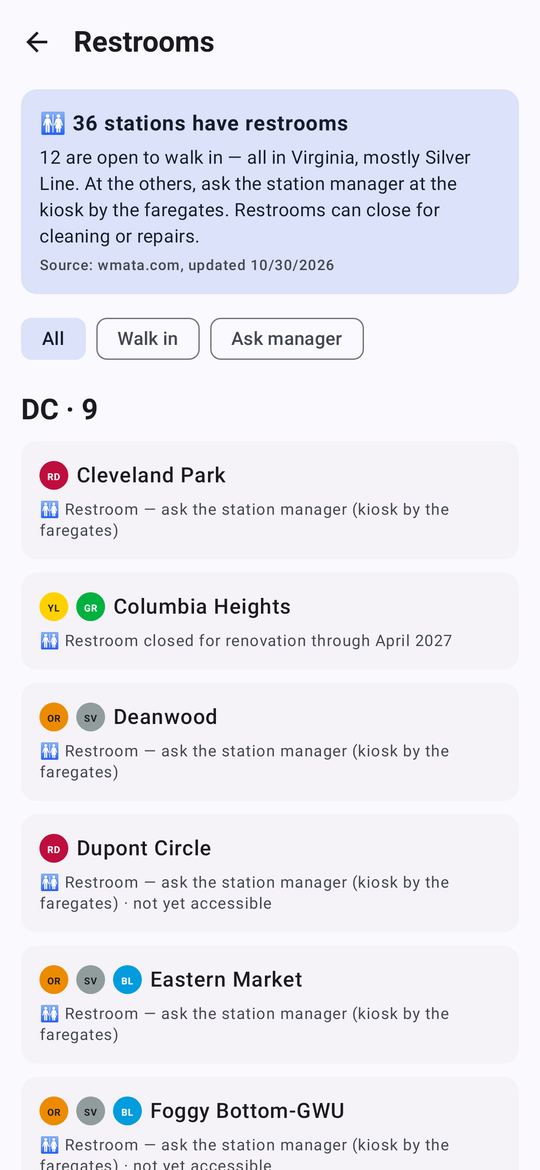 Restrooms
🚻 36 stations have restrooms
12 are open to walk in — all in Virginia, mostly Silver
Line. At the others, ask the station manager at the
kiosk by the faregates. Restrooms can close for
cleaning or repairs.
Source: wmata.com, updated 10/30/2026
All
Walk in
Ask manager
DC · 9
RD Cleveland Park
🚻 Restroom — ask the station manager (kiosk by the
faregates)
YL GR Columbia Heights
🚻 Restroom closed for renovation through April 2027
OR SV Deanwood
🚻 Restroom — ask the station manager (kiosk by the
faregates)
RD Dupont Circle
🚻 Restroom — ask the station manager (kiosk by the
faregates) · not yet accessible
OR SV BL Eastern Market
🚻 Restroom — ask the station manager (kiosk by the
faregates)
OR SV BL Foggy Bottom-GWU
🚻 Restroom — ask the station manager (kiosk by the
faregates) · not yet accessible